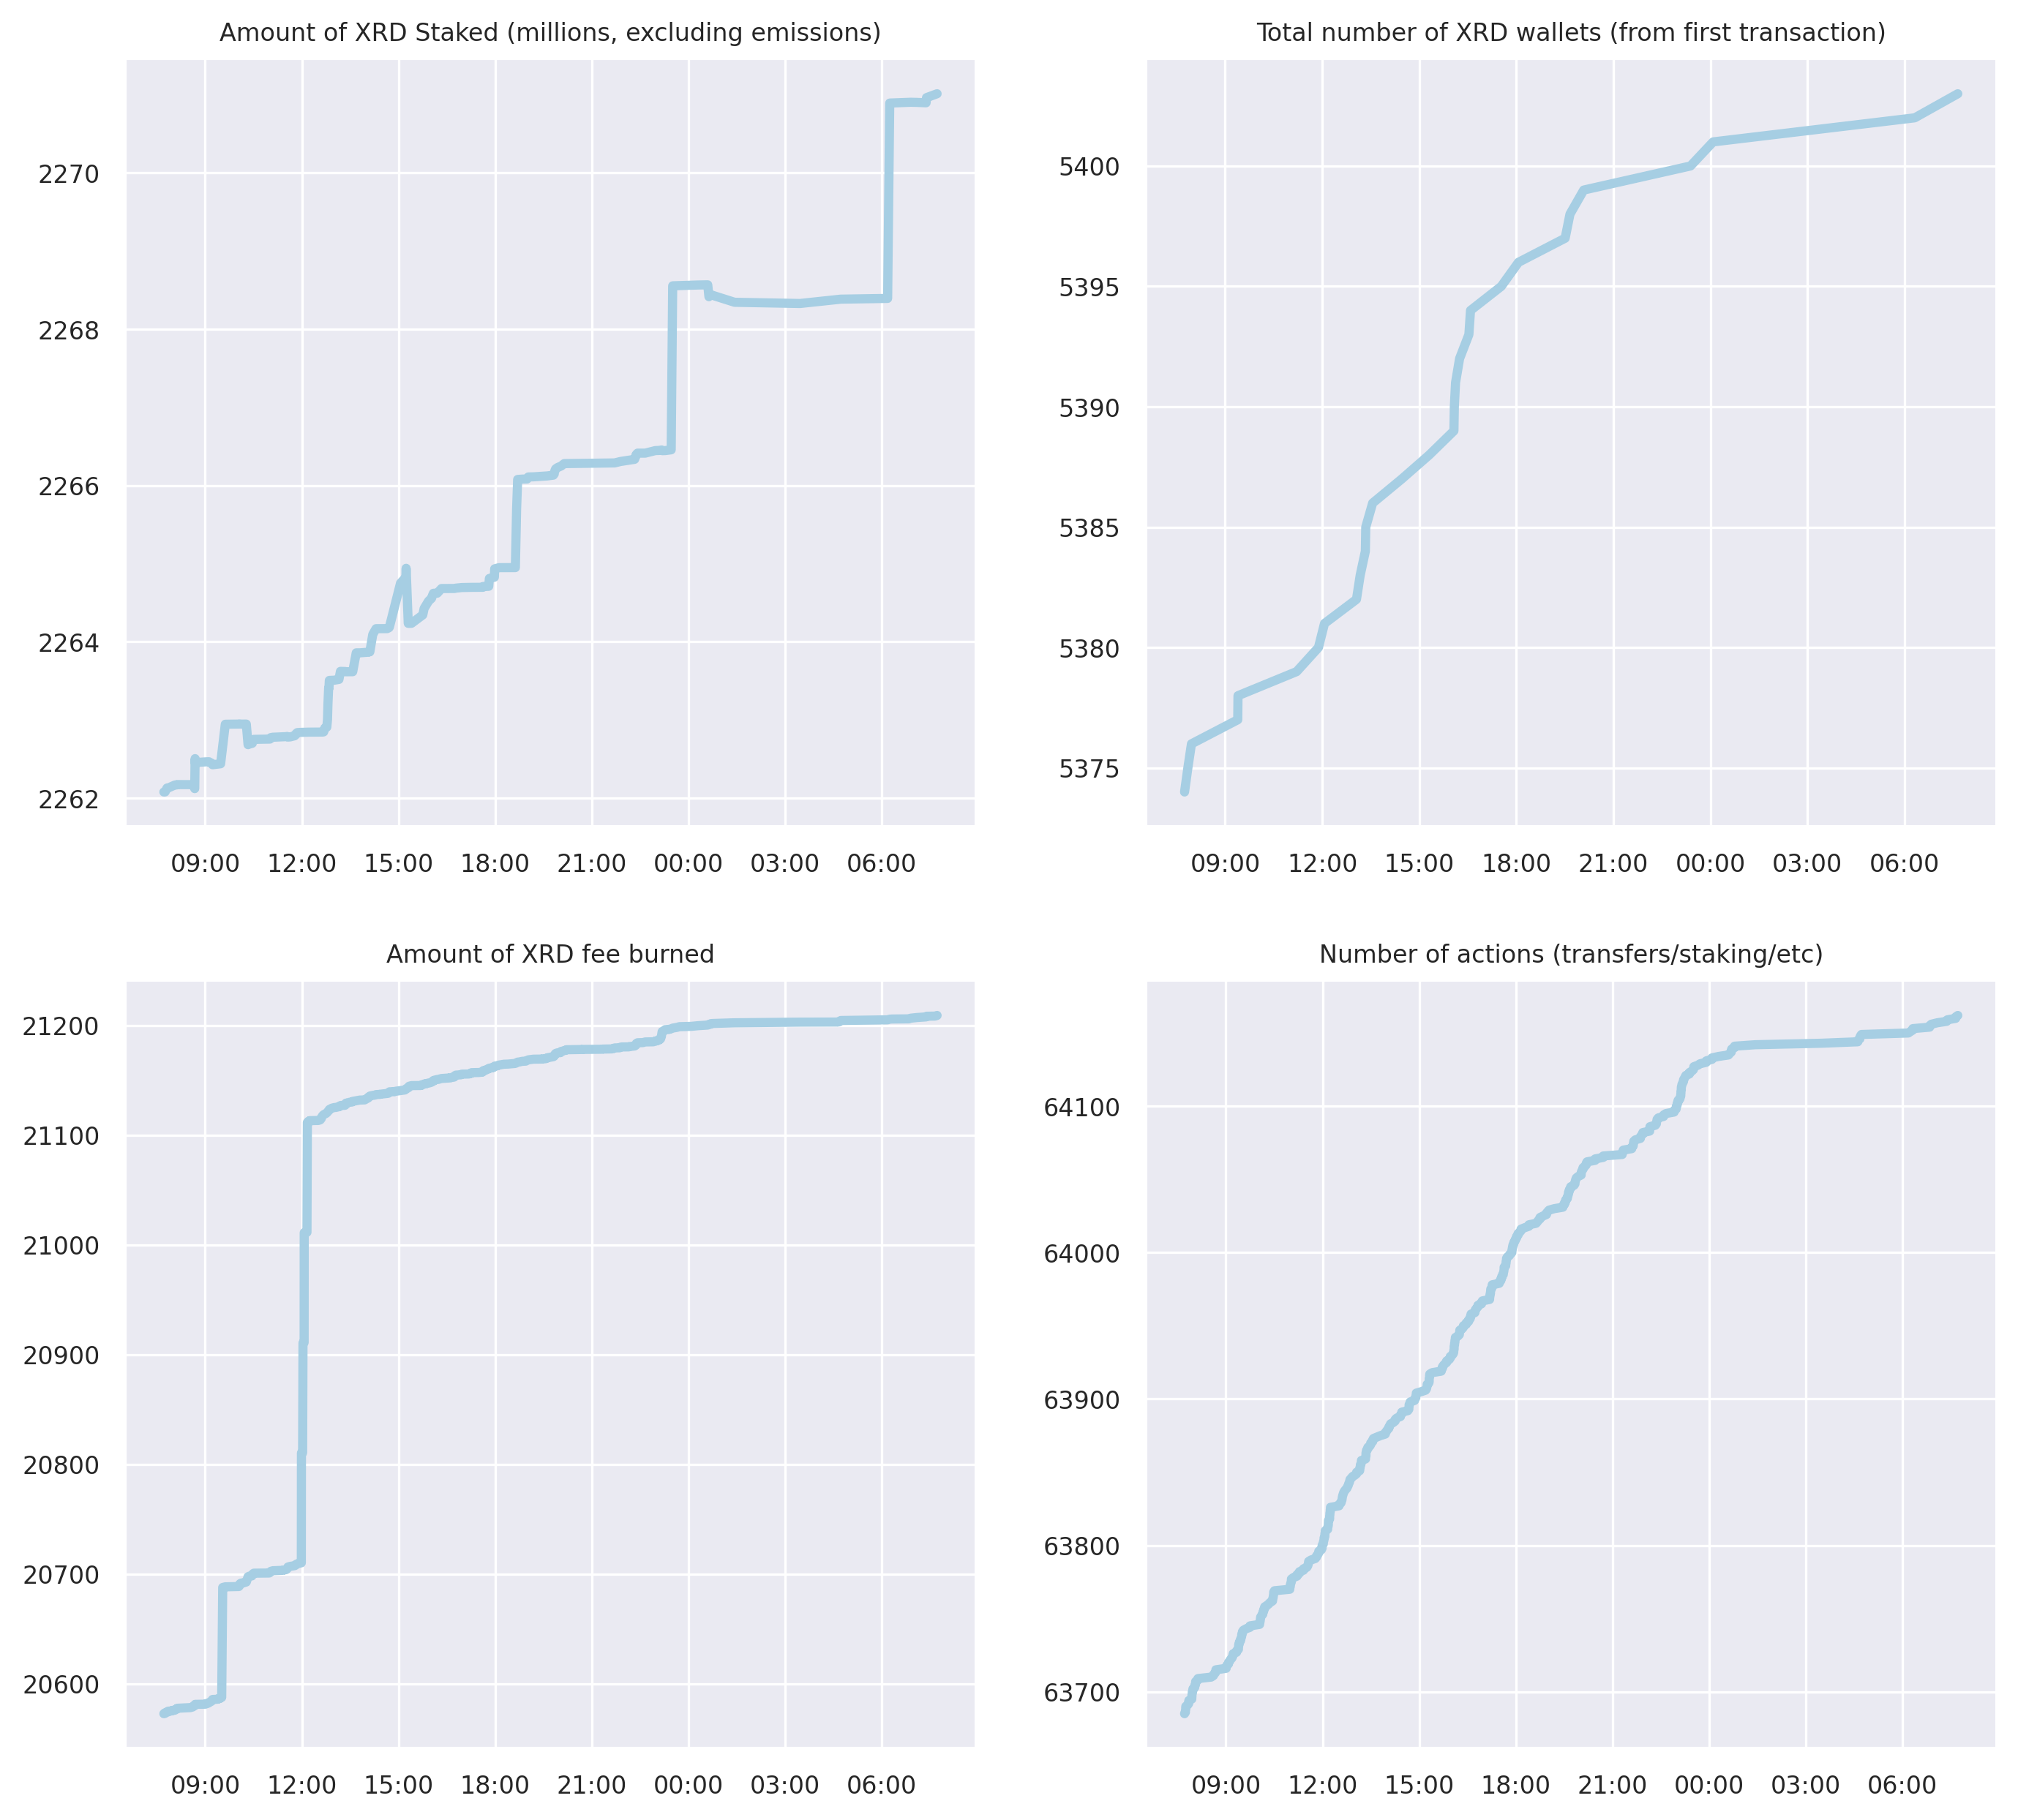 Amount of XRD Staked (millions, excluding emissions)
2270
2268
2266
2264
2262
09:00 12:00 15:00 18:00 21:00 00:00 03:00 06:00
Total number of XRD wallets (from first transaction)
5400
5395
5390
5385
5380
5375
09:00 12:00 15:00 18:00 21:00 00:00 03:00 06:00
Amount of XRD fee burned
21200
21100
21000
20900
20800
20700
20600
09:00 12:00 15:00 18:00 21:00 00:00 03:00 06:00
Number of actions (transfers/staking/etc)
64100
64000
63900
63800
63700
09:00 12:00 15:00 18:00 21:00 00:00 03:00 06:00